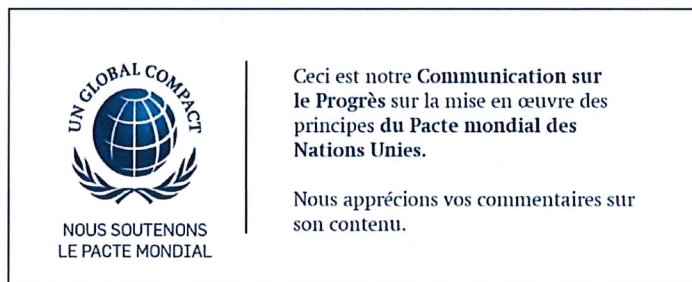 UN GLOBAL COMPACT
NOUS SOUTENONS
LE PACTE MONDIAL
Ceci est notre Communication sur
le Progrès sur la mise en œuvre des
principes du Pacte mondial des
Nations Unies.
Nous apprécions vos commentaires sur
son contenu.